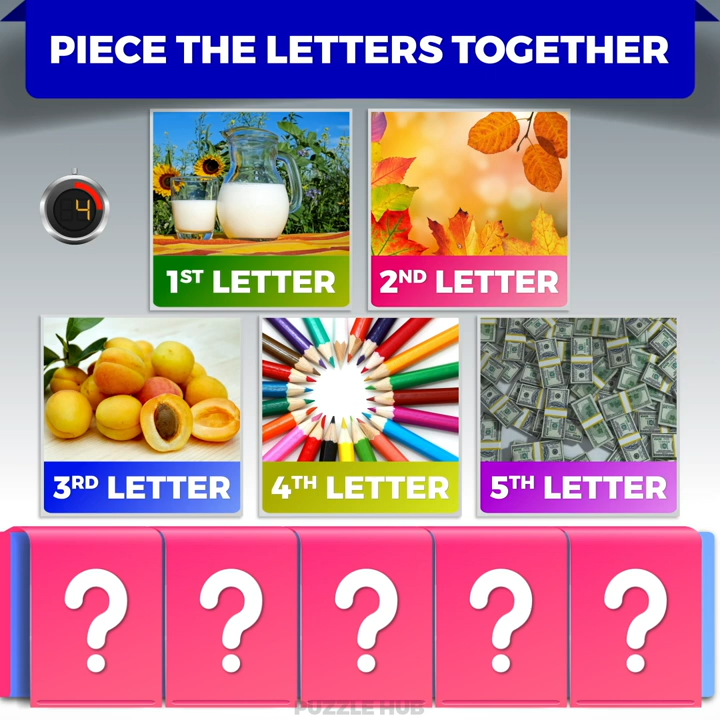 PIECE THE LETTERS TOGETHER
4
1ST LETTER
2ND LETTER
3RD LETTER
4TH LETTER
5TH LETTER
? ? ? ? ?
PUZZLE HUB